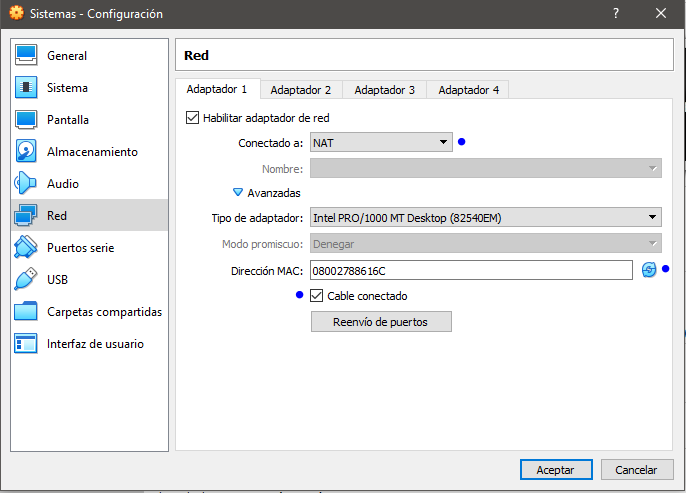 Sistemas - Configuración
?
General
Sistema
Pantalla
Almacenamiento
Audio
Red
Puertos serie
USB
Carpetas compartidas
Interfaz de usuario
Red
Adaptador 1 Adaptador 2 Adaptador 3 Adaptador 4
Habilitar adaptador de red
Conectado a: NAT
Nombre:
Avanzadas
Tipo de adaptador: Intel PRO/1000 MT Desktop (82540EM)
Modo promiscuo: Denegar
Dirección MAC: 08002788616C
Cable conectado
Reenvío de puertos
Aceptar Cancelar